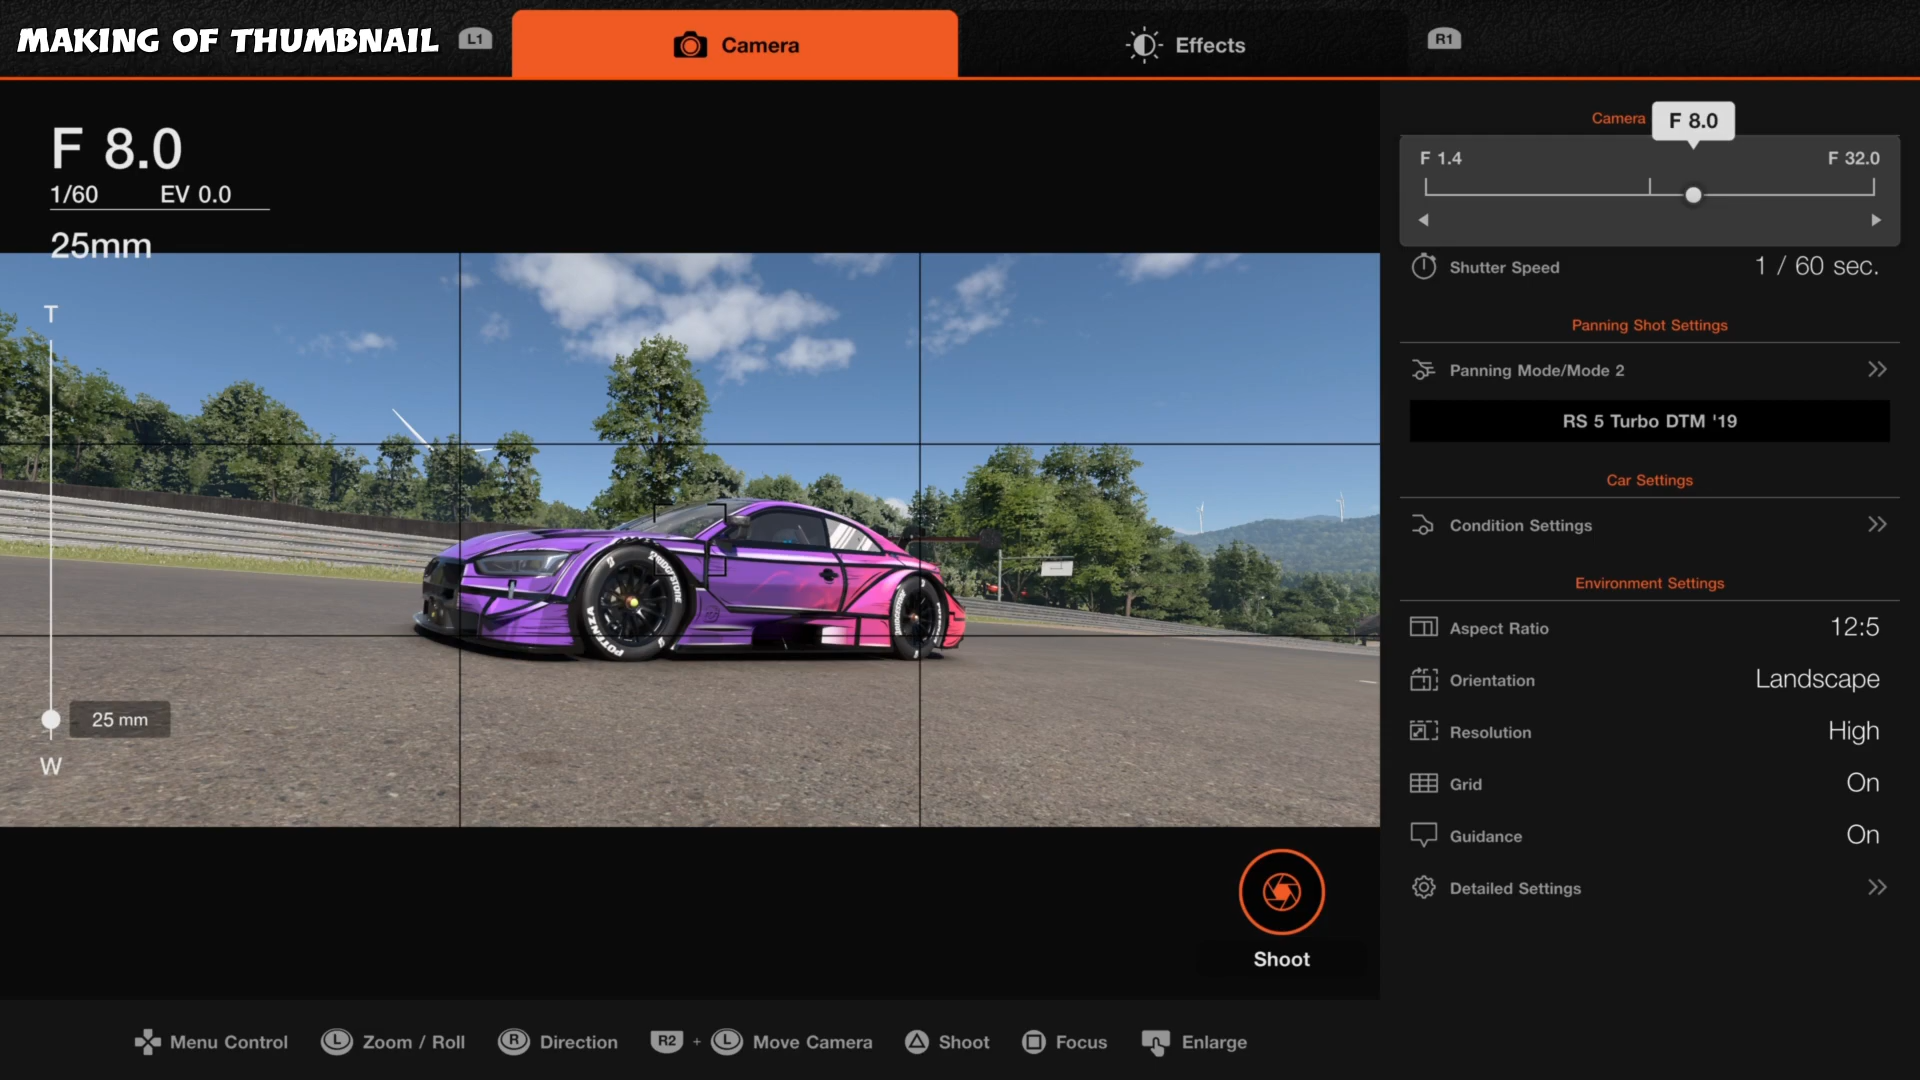 MAKING OF THUMBNAIL
L1
Camera
Effects
R1
F 8.0
1/60 EV 0.0
25mm
T
25 mm
W
Camera
F 8.0
F 1.4 F 32.0
Shutter Speed 1 / 60 sec.
Panning Shot Settings
Panning Mode/Mode 2
RS 5 Turbo DTM '19
Car Settings
Condition Settings
Environment Settings
Aspect Ratio 12:5
Orientation Landscape
Resolution High
Grid On
Guidance On
Detailed Settings
BRIDGESTONE
POTENZA
BRIDGESTONE
Shoot
Menu Control
L Zoom / Roll
R Direction
R2 + L Move Camera
Shoot
Focus
Enlarge